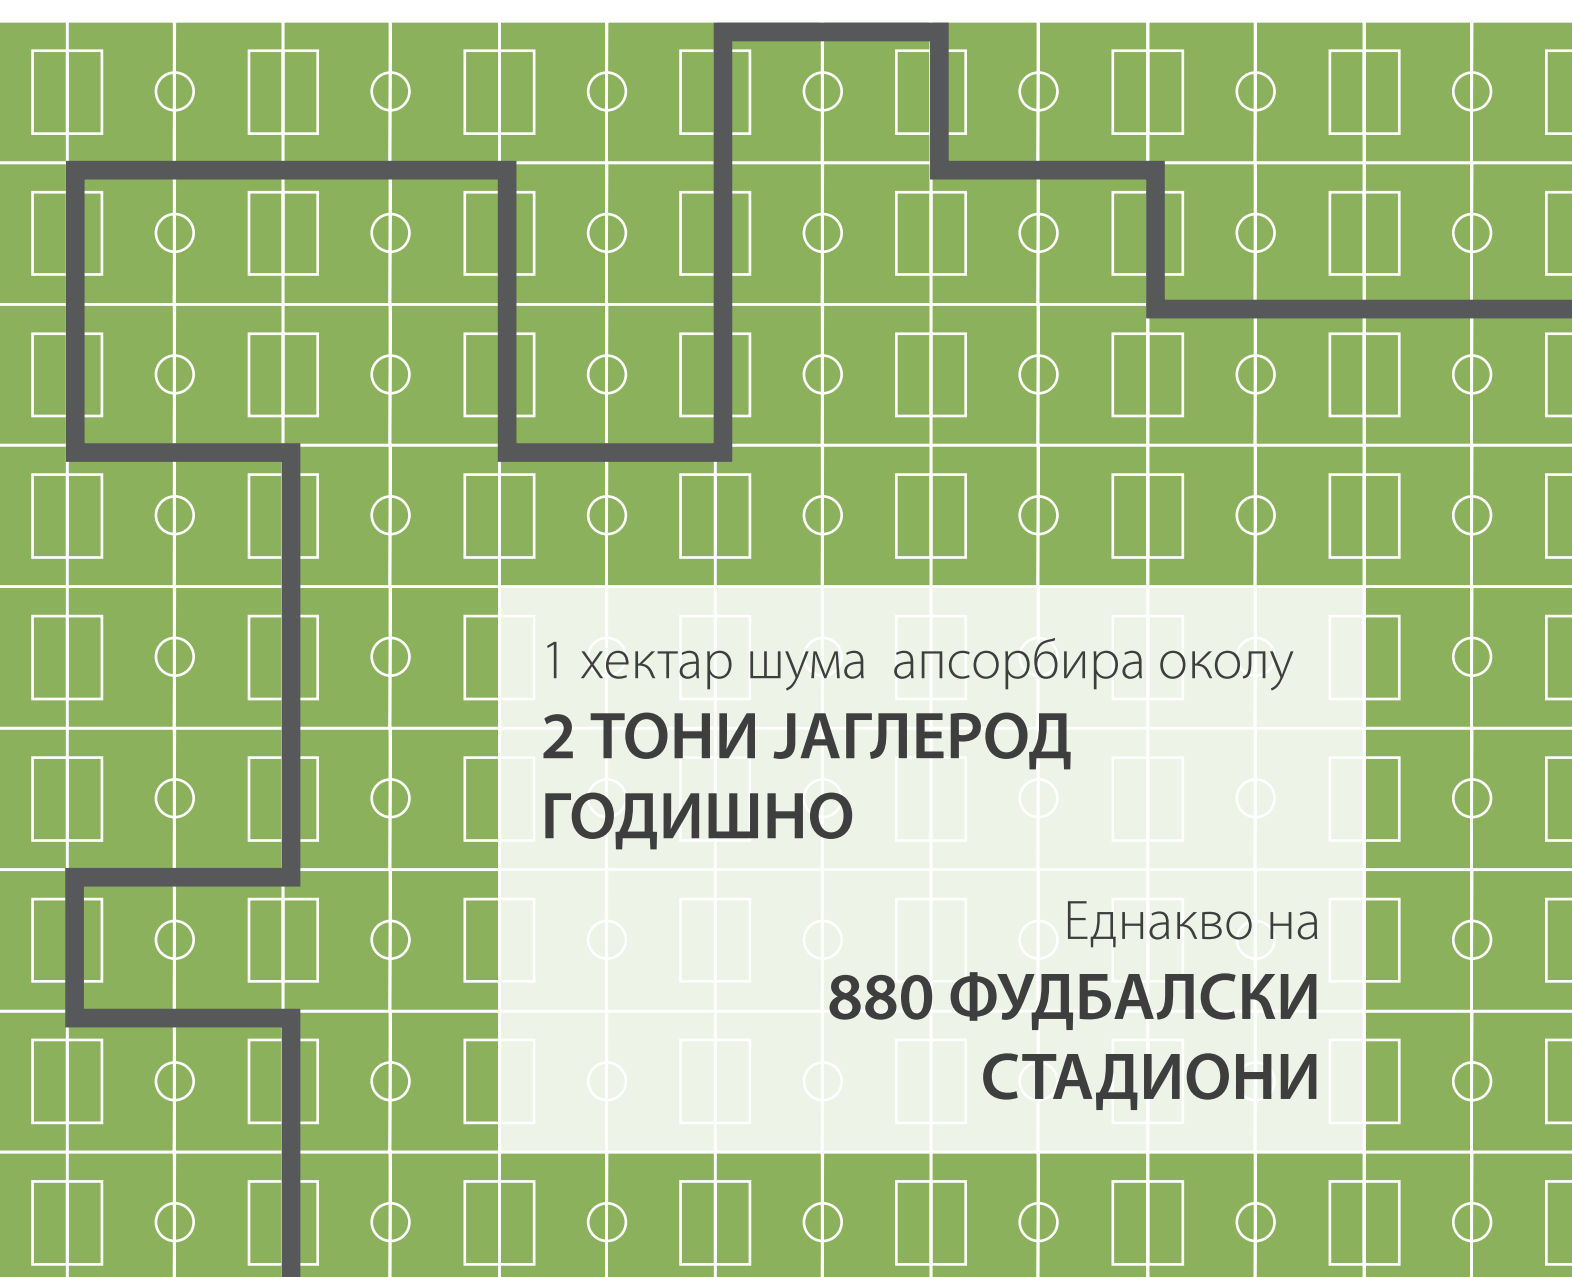 1 хектар шума апсорбира околу
2 ТОНИ ЈАГЛЕРОД
ГОДИШНО
Еднакво на
880 ФУДБАЛСКИ
СТАДИОНИ